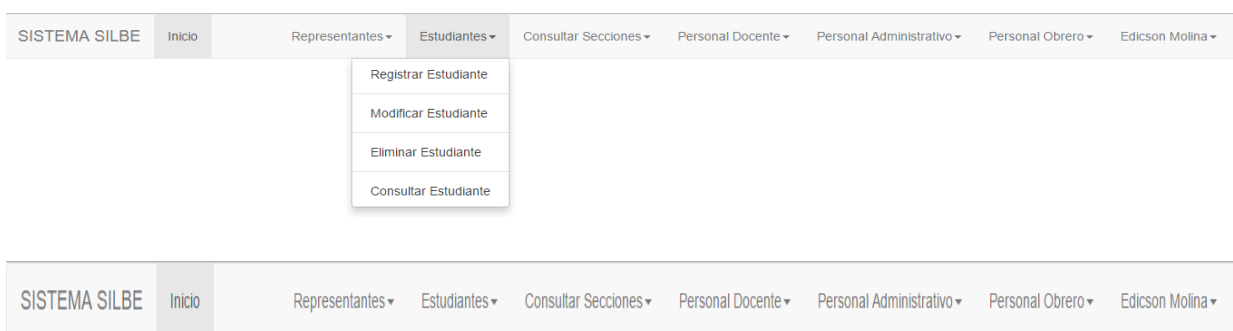 SISTEMA SILBE Inicio Representantes Estudiantes Consultar Secciones Personal Docente Personal Administrativo Personal Obrero Edicson Molina
Registrar Estudiante
Modificar Estudiante
Eliminar Estudiante
Consultar Estudiante
SISTEMA SILBE Inicio Representantes Estudiantes Consultar Secciones Personal Docente Personal Administrativo Personal Obrero Edicson Molina